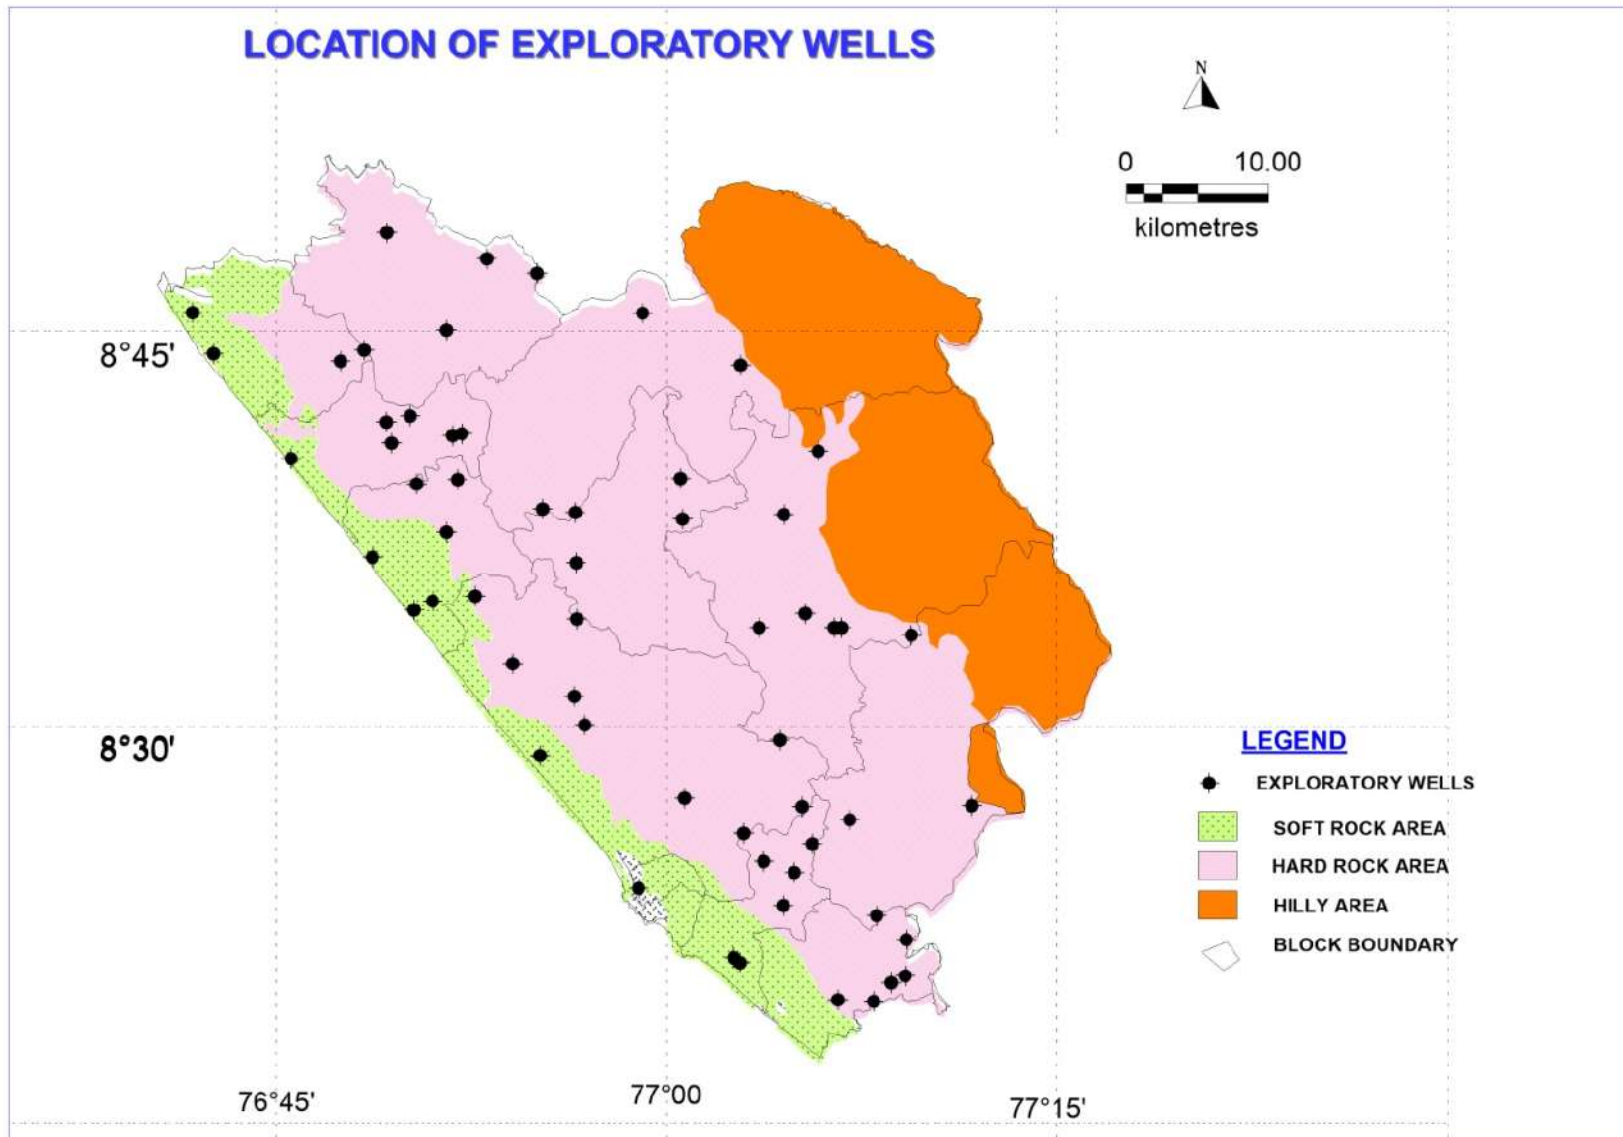 LOCATION OF EXPLORATORY WELLS
N
0 10.00
kilometres
8°45'
8°30'
LEGEND
EXPLORATORY WELLS
SOFT ROCK AREA
HARD ROCK AREA
HILLY AREA
BLOCK BOUNDARY
76°45' 77°00 77°15'